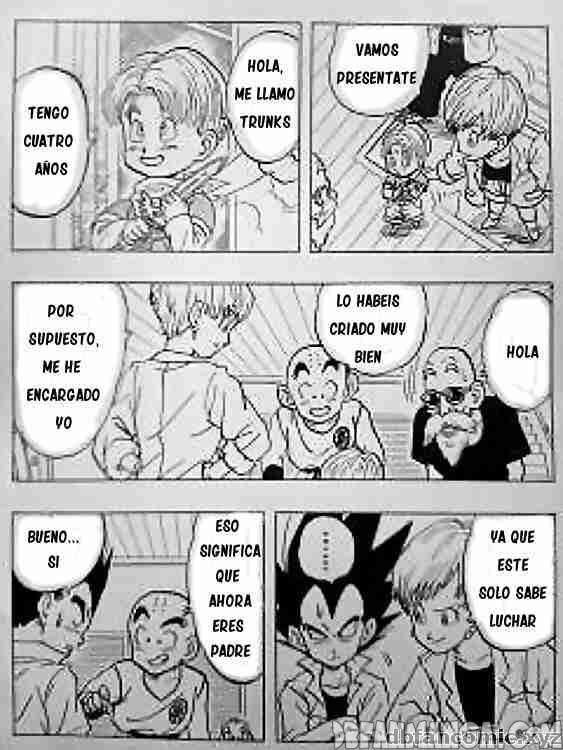 VAMOS
PRESENTATE
HOLA,
ME LLAMO
TRUNKS
TENGO
CUATRO
AÑOS
HOLA
LO HABEIS
CRIADO MUY
BIEN
POR
SUPUESTO,
ME HE
ENCARGADO
YO
YA QUE
ESTE
SOLO SABE
LUCHAR
........
ESO
SIGNIFICA
QUE
AHORA
ERES
PADRE
BUENO...
SI
dbfancomic.xyz